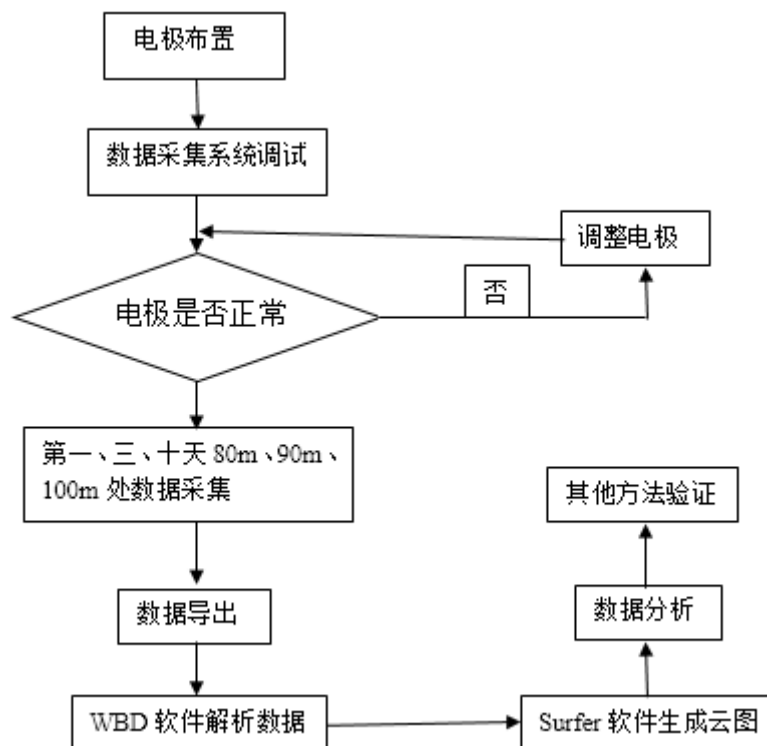 电极布置
数据采集系统调试
调整电极
电极是否正常
否
第一、三、十天 80m、90m、
100m 处数据采集
数据导出
WBD 软件解析数据
Surfer 软件生成云图
数据分析
其他方法验证